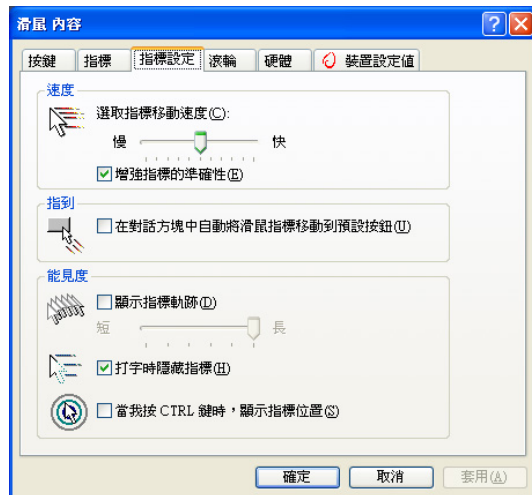 滑鼠 內容
按鍵 指標 指標設定 滾輪 硬體 裝置設定值
速度
選取指標移動速度(C):
慢 快
增強指標的準確性(E)
指到
在對話方塊中自動將滑鼠指標移動到預設按鈕(U)
能見度
顯示指標軌跡(D)
短 長
打字時隱藏指標(H)
當我按 CTRL 鍵時，顯示指標位置(S)
確定 取消 套用(A)